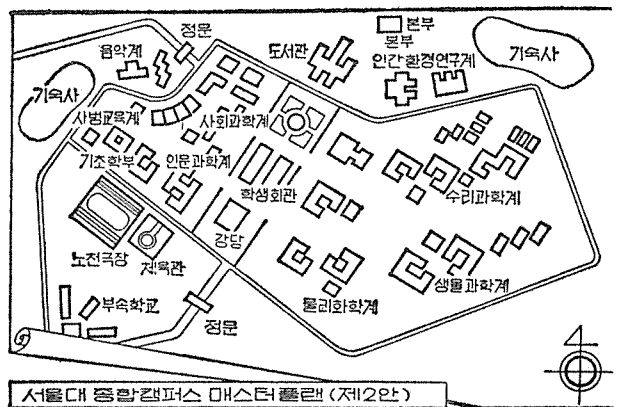 본부
정문
음악계
도서관
본부
인간환경연구계
기숙사
기숙사
사범교육계
사회과학계
기초학부
인문과학계
학생회관
수리과학계
강당
노천극장
체육관
생물과학계
부속학교
물리화학계
정문
4
서울대 종합캠퍼스 마스터플랜 (제2안)